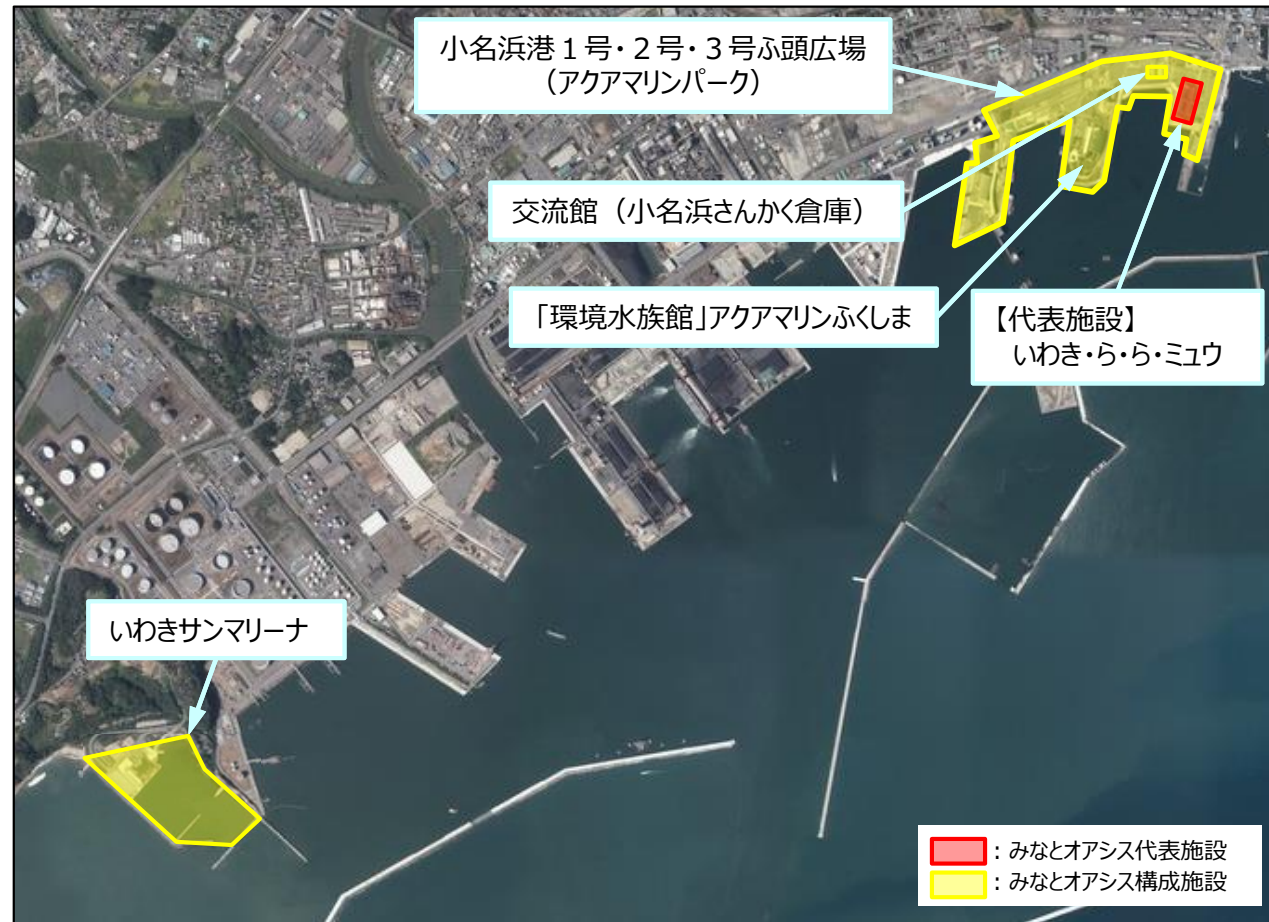 小名浜港１号・２号・３号ふ頭広場
（アクアマリンパーク）
交流館（小名浜さんかく倉庫）
「環境水族館」アクアマリンふくしま
【代表施設】
いわき・ら・ら・ミュウ
いわきサンマリーナ
：みなとオアシス代表施設
：みなとオアシス構成施設